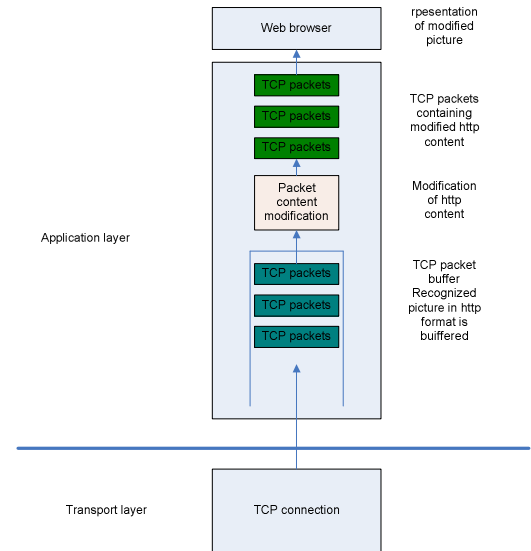 Web browser
rpesentation
of modified
picture
TCP packets
TCP packets
TCP packets
TCP packets
containing
modified http
content
Packet
content
modification
Modification
of http
content
Application layer
TCP packets
TCP packets
TCP packets
TCP packet
buffer
Recognized
picture in http
format is
buiffered
Transport layer
TCP connection